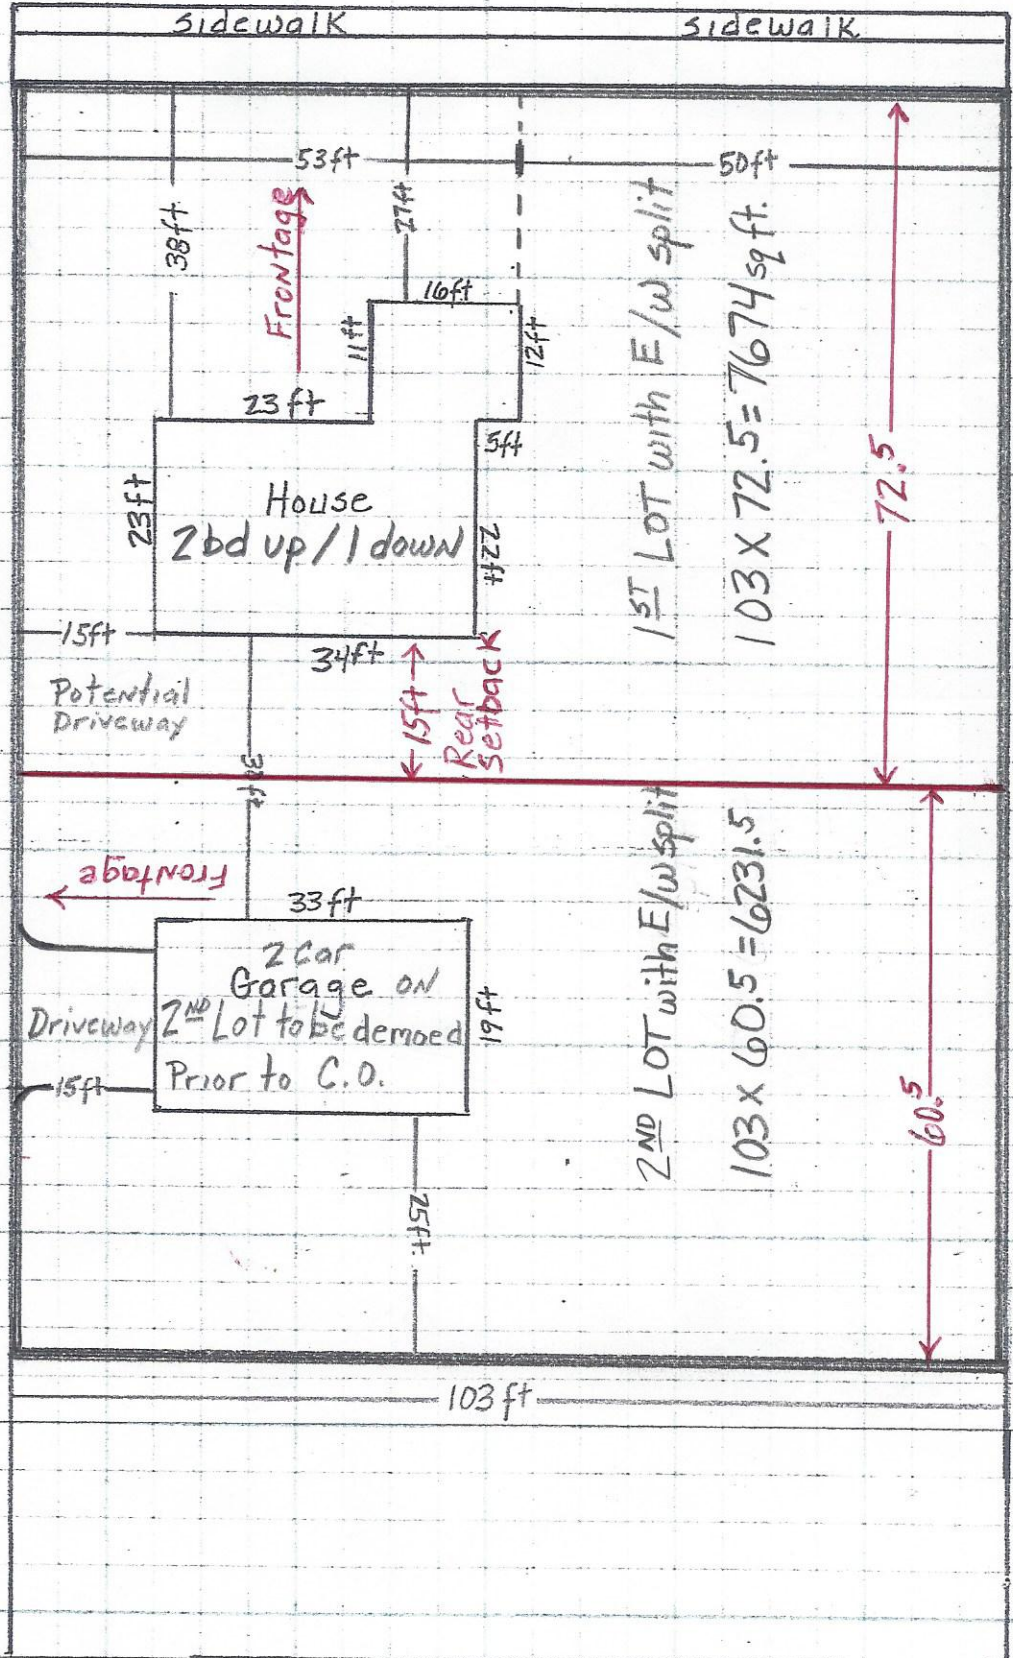 Sidewalk
Sidewalk
53ft
50ft
38ft
Frontage
27ft
16ft
11ft
12ft
23 ft
5ft
23ft
House
2bd up / 1 down
22ft
15ft
34ft
Potential
Driveway
15ft
Rear
Setback
1ST LOT with E/W split
103 X 72.5 = 7674 sq ft.
72.5
Frontage
33ft
2 Car
Garage ON
2ND Lot to be demoed
Prior to C.O.
19ft
Driveway
15ft
25ft
2ND LOT with E/W split
103 x 60.5 = 6231.5
60.5
103 ft